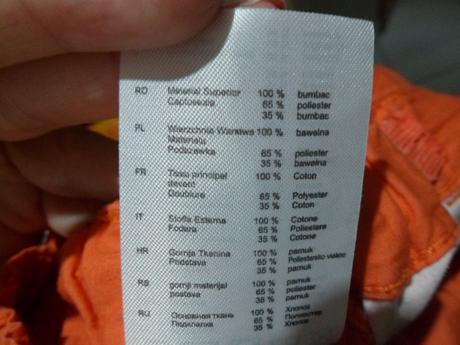 RO Material Superior 100 % bumbac
Captuseala 65 % poliester
35 % bumbac
PL Wierzchnia Warstwa 100 % bawelna
Materialu
Podszewka 65 % poliester
35 % bawelna
FR Tissu principal 100 % Coton
devant
Doublure 65 % Polyester
35 % Coton
IT Stoffa Esterna 100 % Cotone
Fodera 65 % Poliestere
35 % Cotone
HR Gornja Tkanina 100 % pamuk
Podstava 65 % Poliestersko vlakno
35 % pamuk
RS gornji materijal 100 % pamuk
postava 65 % poliester
35 % pamuk
RU Основная ткань 100 % Хлопок
Подкладка 65 % Полиэстер
35 % Хлопок